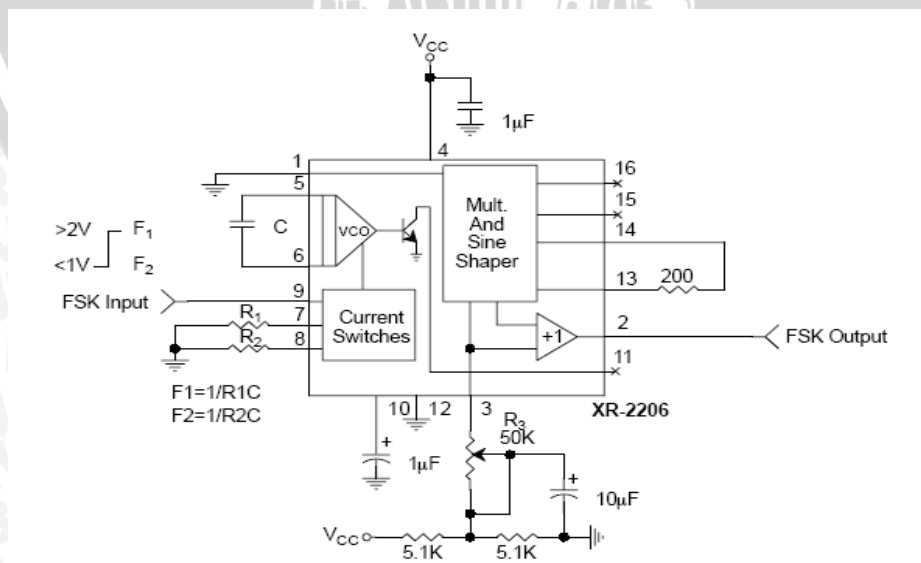 VCC
1µF
4
1
5
16
15
14
13
200
Mult.
And
Sine
Shaper
C
VCO
6
>2V
F1
<1V
F2
9
FSK Input
7
R1
8
R2
Current
Switches
+1
2
FSK Output
11
F1=1/R1C
F2=1/R2C
10
12
3
XR-2206
R3
50K
+
1µF
+
10µF
VCC
5.1K
5.1K